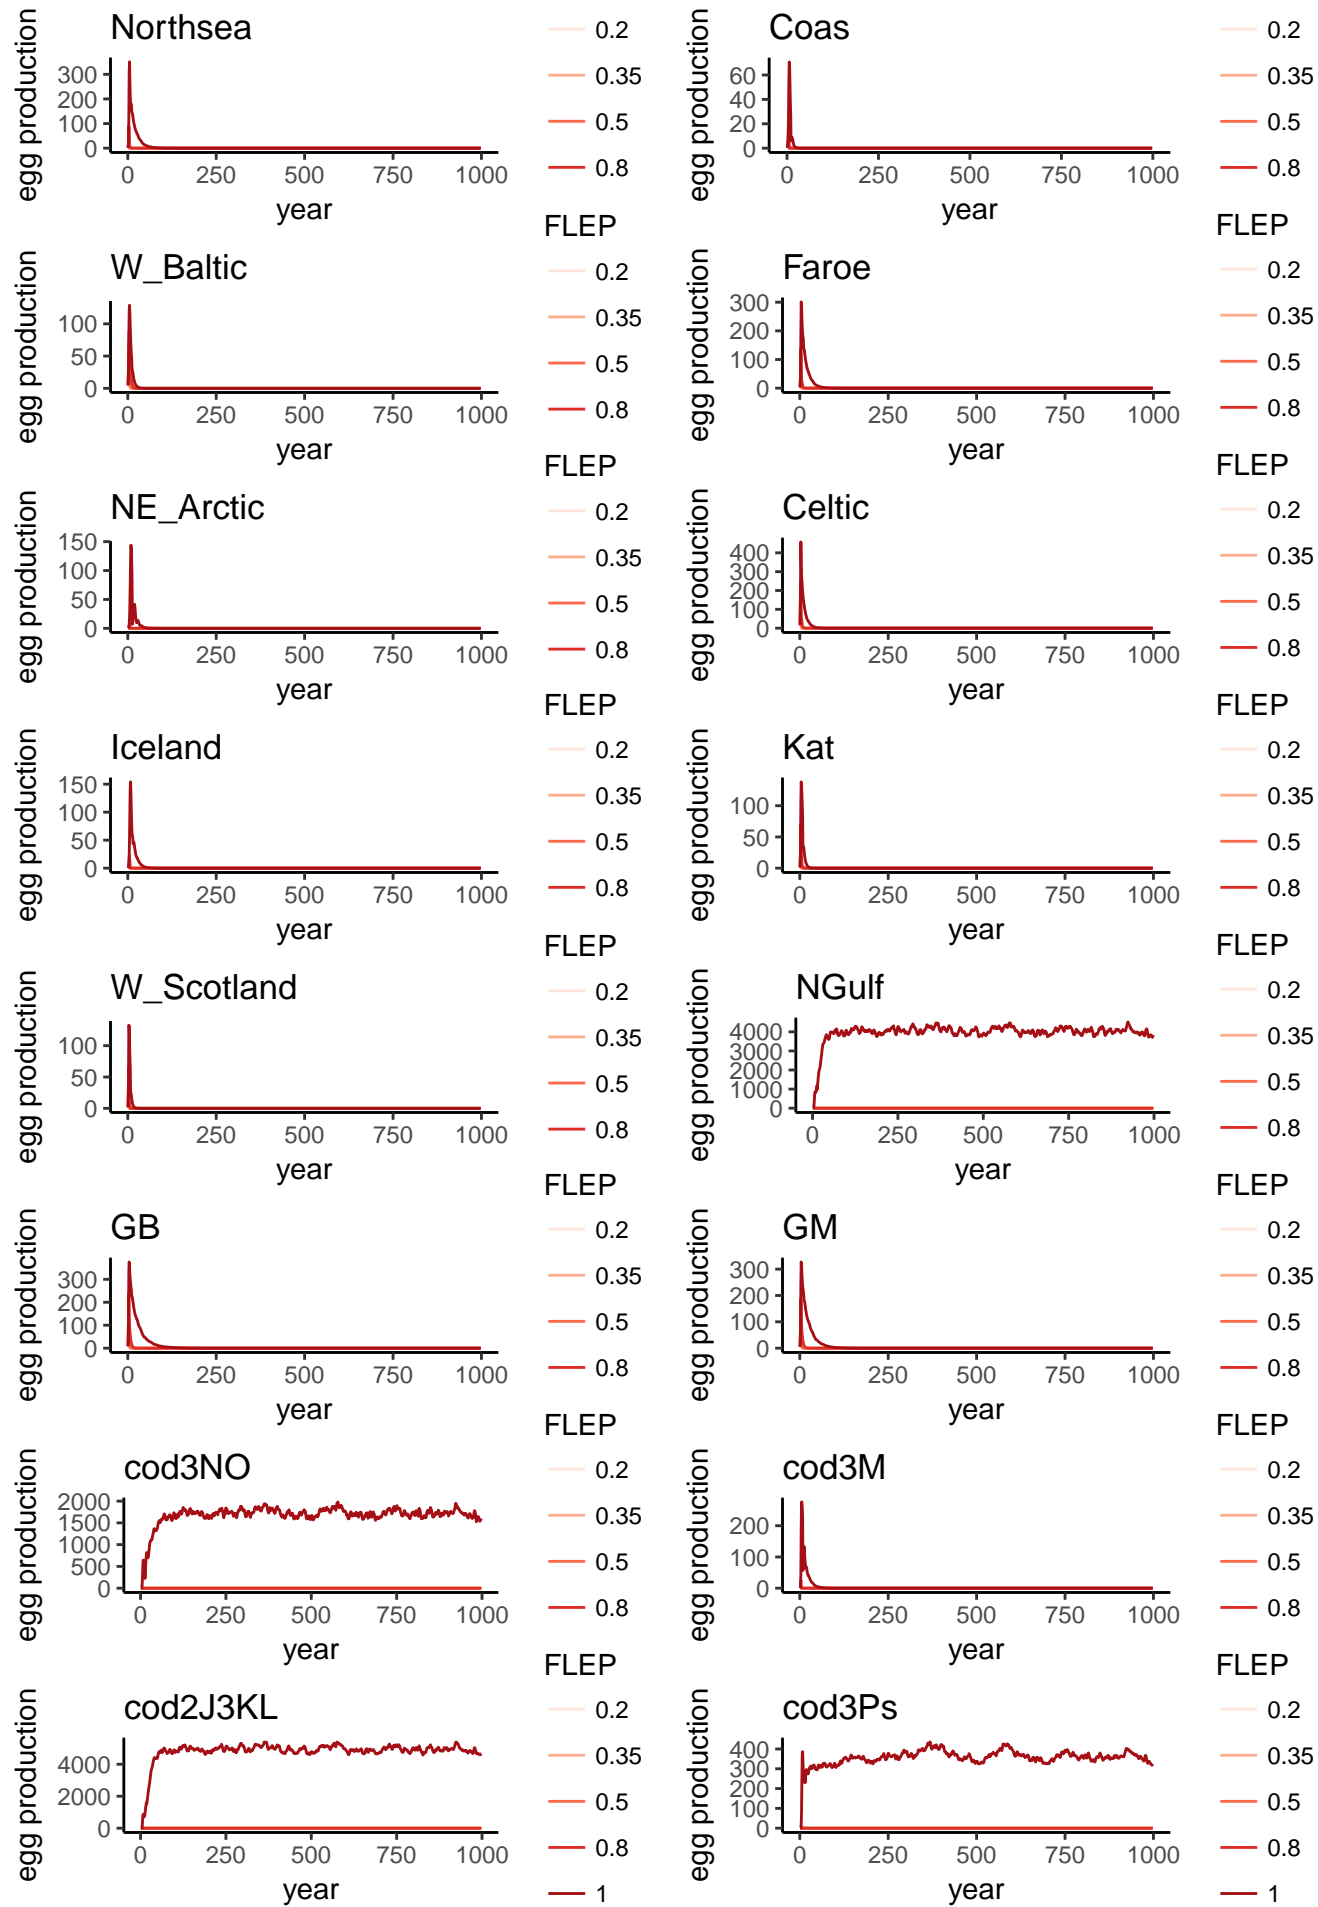 Northsea
egg production
300
200
100
0
0 250 500 750 1000
year
0.2
0.35
0.5
0.8
Coas
egg production
60
40
20
0
0 250 500 750 1000
year
0.2
0.35
0.5
0.8
W_Baltic
egg production
100
50
0
0 250 500 750 1000
year
FLEP
0.2
0.35
0.5
0.8
Faroe
egg production
300
200
100
0
0 250 500 750 1000
year
FLEP
0.2
0.35
0.5
0.8
NE_Arctic
egg production
150
100
50
0
0 250 500 750 1000
year
FLEP
0.2
0.35
0.5
0.8
Celtic
egg production
400
300
200
100
0
0 250 500 750 1000
year
FLEP
0.2
0.35
0.5
0.8
Iceland
egg production
150
100
50
0
0 250 500 750 1000
year
FLEP
0.2
0.35
0.5
0.8
Kat
egg production
100
50
0
0 250 500 750 1000
year
FLEP
0.2
0.35
0.5
0.8
W_Scotland
egg production
100
50
0
0 250 500 750 1000
year
FLEP
0.2
0.35
0.5
0.8
NGulf
egg production
4000
3000
2000
1000
0
0 250 500 750 1000
year
FLEP
0.2
0.35
0.5
0.8
GB
egg production
300
200
100
0
0 250 500 750 1000
year
FLEP
0.2
0.35
0.5
0.8
GM
egg production
300
200
100
0
0 250 500 750 1000
year
FLEP
0.2
0.35
0.5
0.8
cod3NO
egg production
2000
1500
1000
500
0
0 250 500 750 1000
year
FLEP
0.2
0.35
0.5
0.8
cod3M
egg production
200
100
0
0 250 500 750 1000
year
FLEP
0.2
0.35
0.5
0.8
cod2J3KL
egg production
4000
2000
0
0 250 500 750 1000
year
FLEP
0.2
0.35
0.5
0.8
1
cod3Ps
egg production
400
300
200
100
0
0 250 500 750 1000
year
FLEP
0.2
0.35
0.5
0.8
1